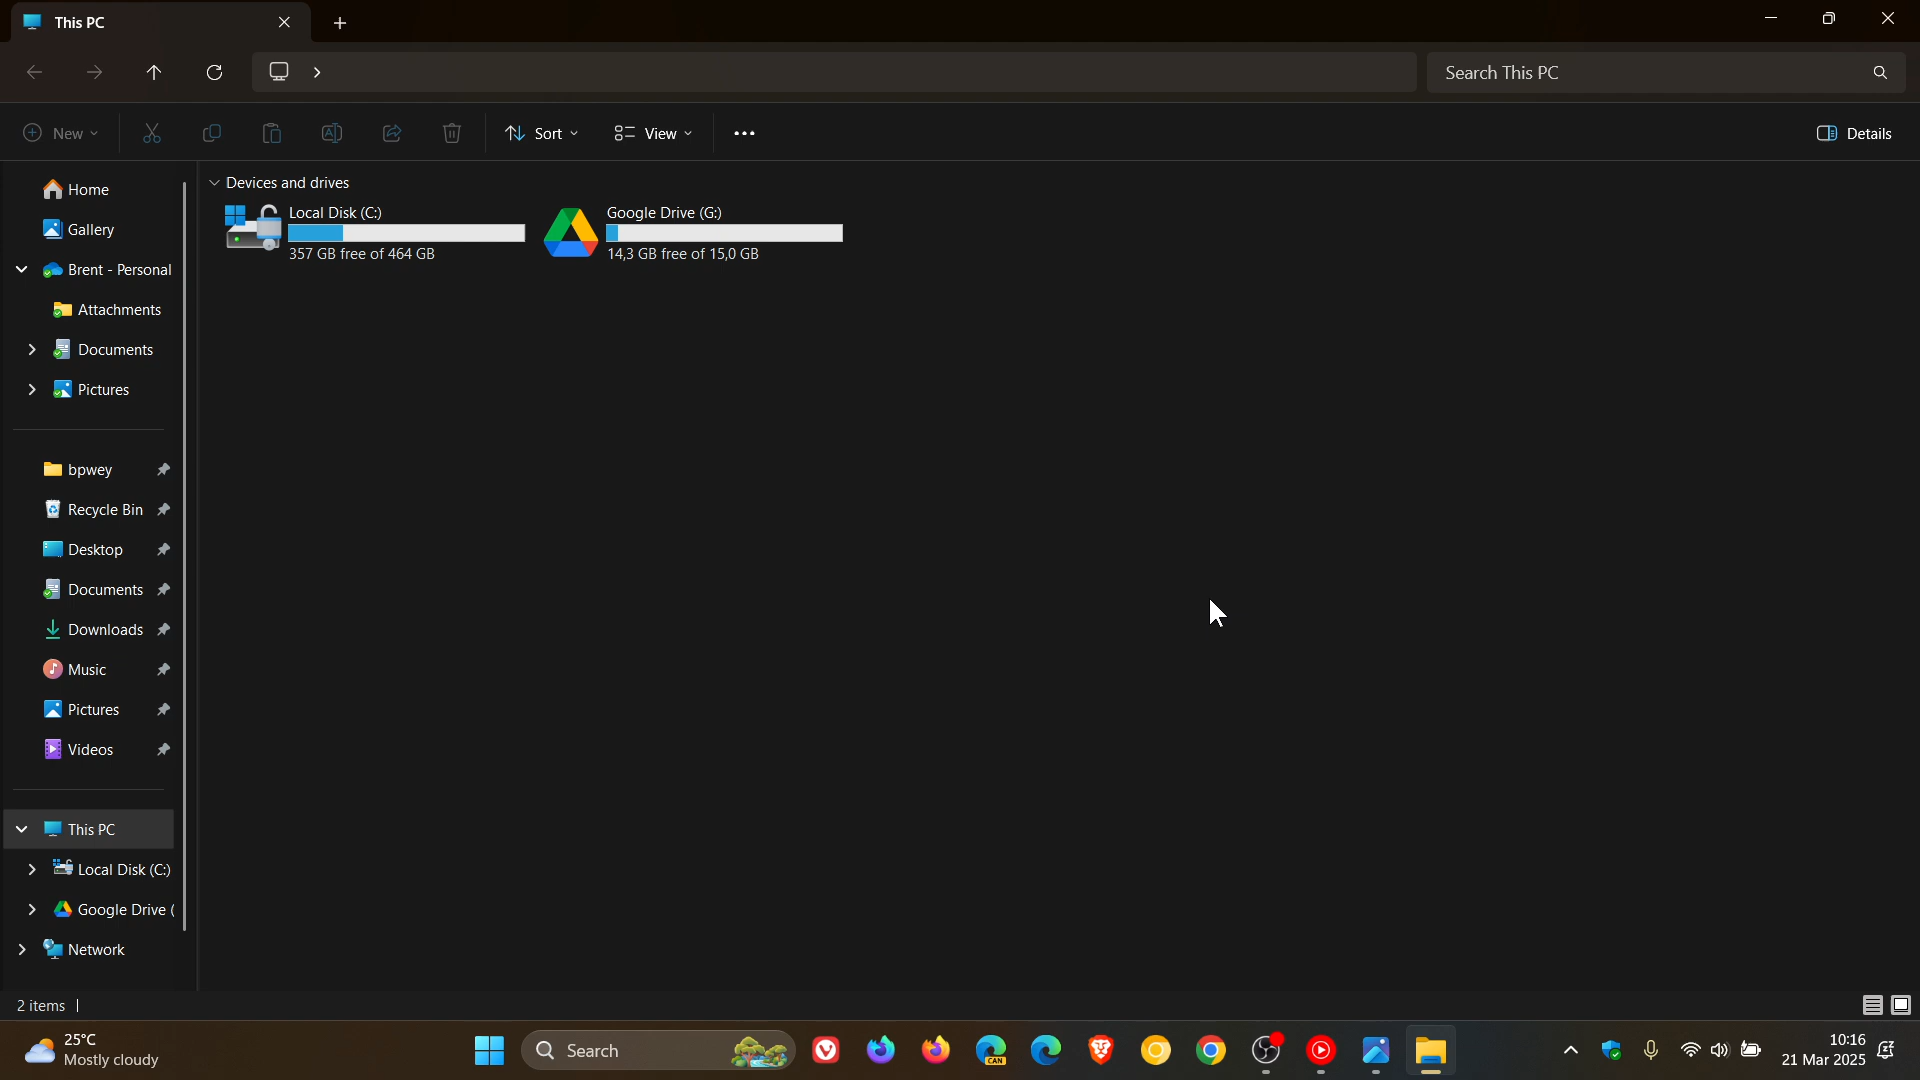 This PC
Search This PC
New
Sort
View
Details
Home
Gallery
Brent - Personal
Attachments
Documents
Pictures
bpwey
Recycle Bin
Desktop
Documents
Downloads
Music
Pictures
Videos
This PC
Local Disk (C:)
Google Drive (
Network
Devices and drives
Local Disk (C:)
357 GB free of 464 GB
Google Drive (G:)
14,3 GB free of 15,0 GB
2 items
25°C
Mostly cloudy
Search
CAN
10:16
21 Mar 2025